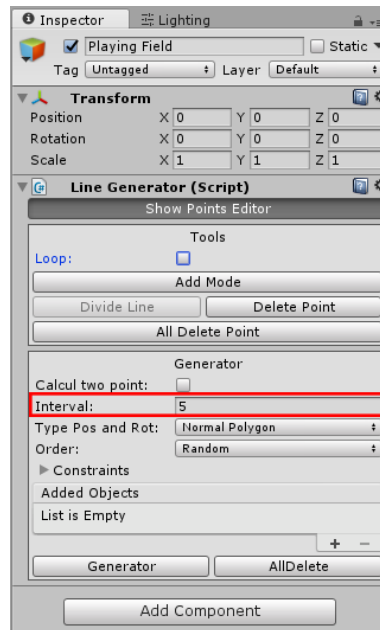 Inspector Lighting
Playing Field Static
Tag Untagged Layer Default
Transform
Position X 0 Y 0 Z 0
Rotation X 0 Y 0 Z 0
Scale X 1 Y 1 Z 1
Line Generator (Script)
Show Points Editor
Tools
Loop:
Add Mode
Divide Line Delete Point
All Delete Point
Generator
Calcul two point:
Interval: 5
Type Pos and Rot: Normal Polygon
Order: Random
Constraints
Added Objects
List is Empty
+ −
Generator AllDelete
Add Component